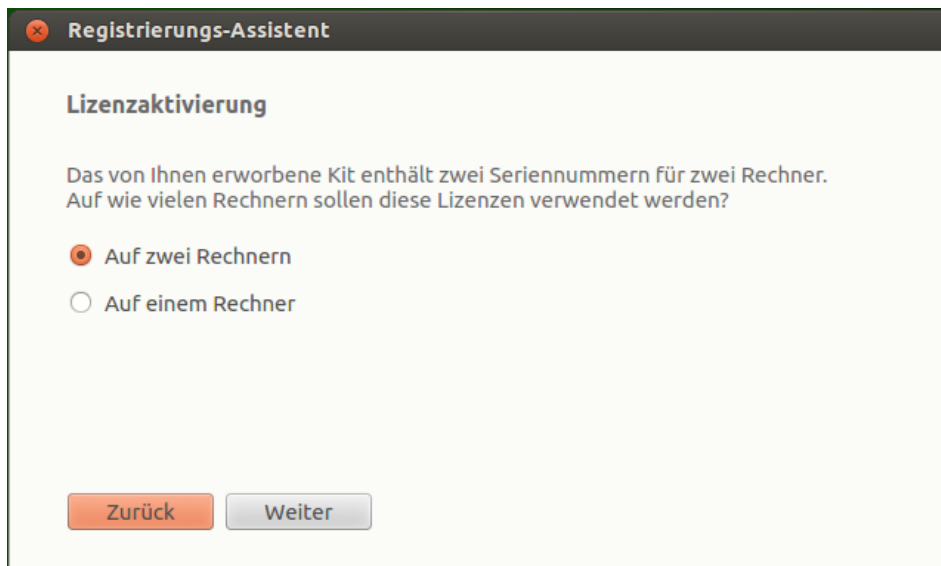 Registrierungs-Assistent
Lizenzaktivierung
Das von Ihnen erworbene Kit enthält zwei Seriennummern für zwei Rechner.
Auf wie vielen Rechnern sollen diese Lizenzen verwendet werden?
Auf zwei Rechnern
Auf einem Rechner
Zurück
Weiter